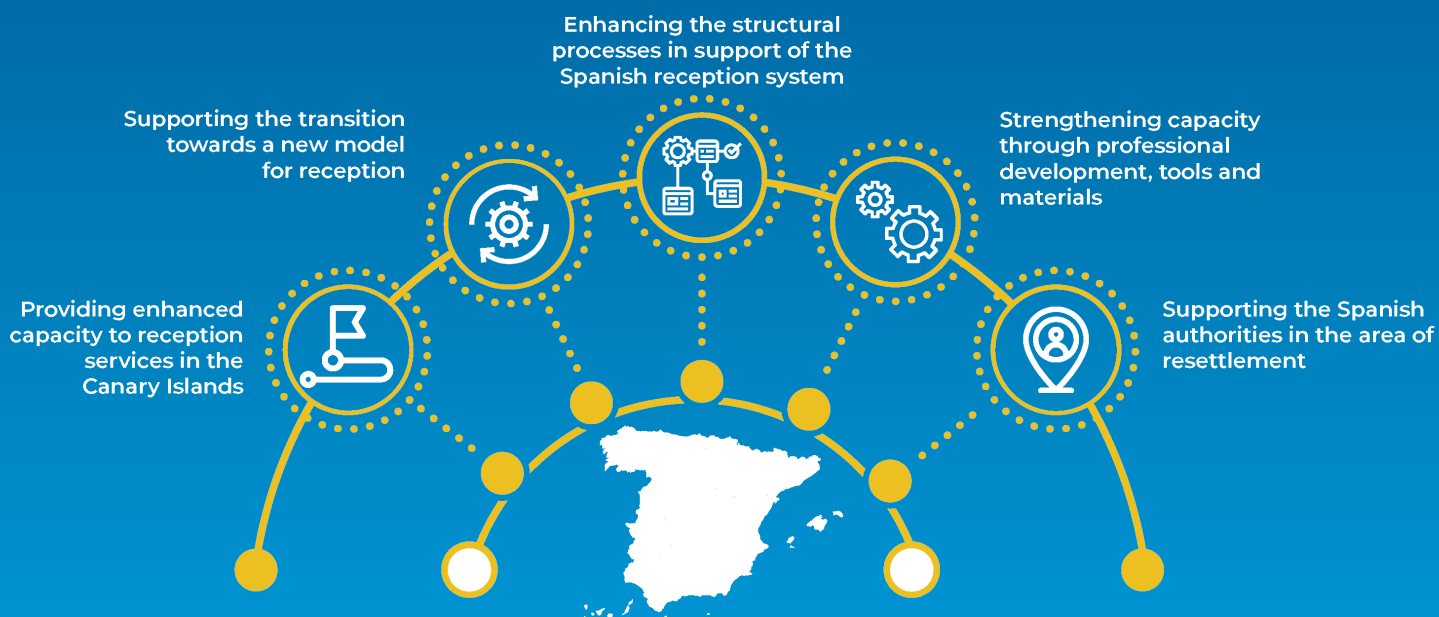 Enhancing the structural
processes in support of the
Spanish reception system
Supporting the transition
towards a new model
for reception
Strengthening capacity
through professional
development, tools and
materials
Providing enhanced
capacity to reception
services in the
Canary Islands
Supporting the Spanish
authorities in the area of
resettlement